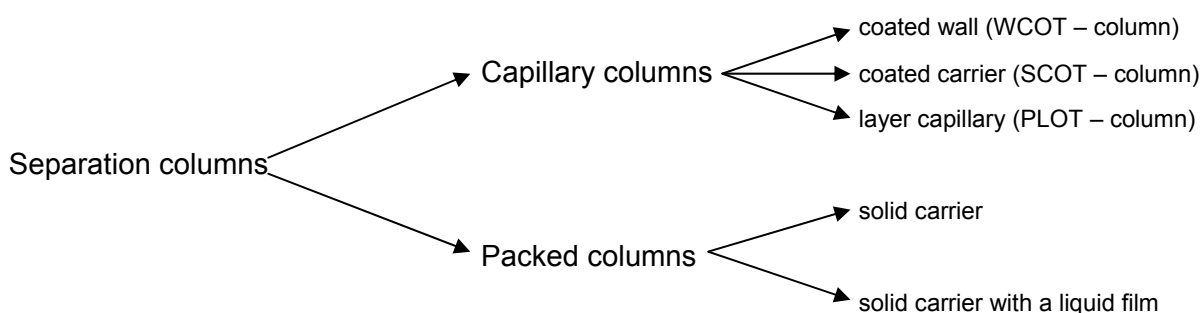 coated wall (WCOT – column)
Capillary columns
coated carrier (SCOT – column)
layer capillary (PLOT – column)
Separation columns
solid carrier
Packed columns
solid carrier with a liquid film